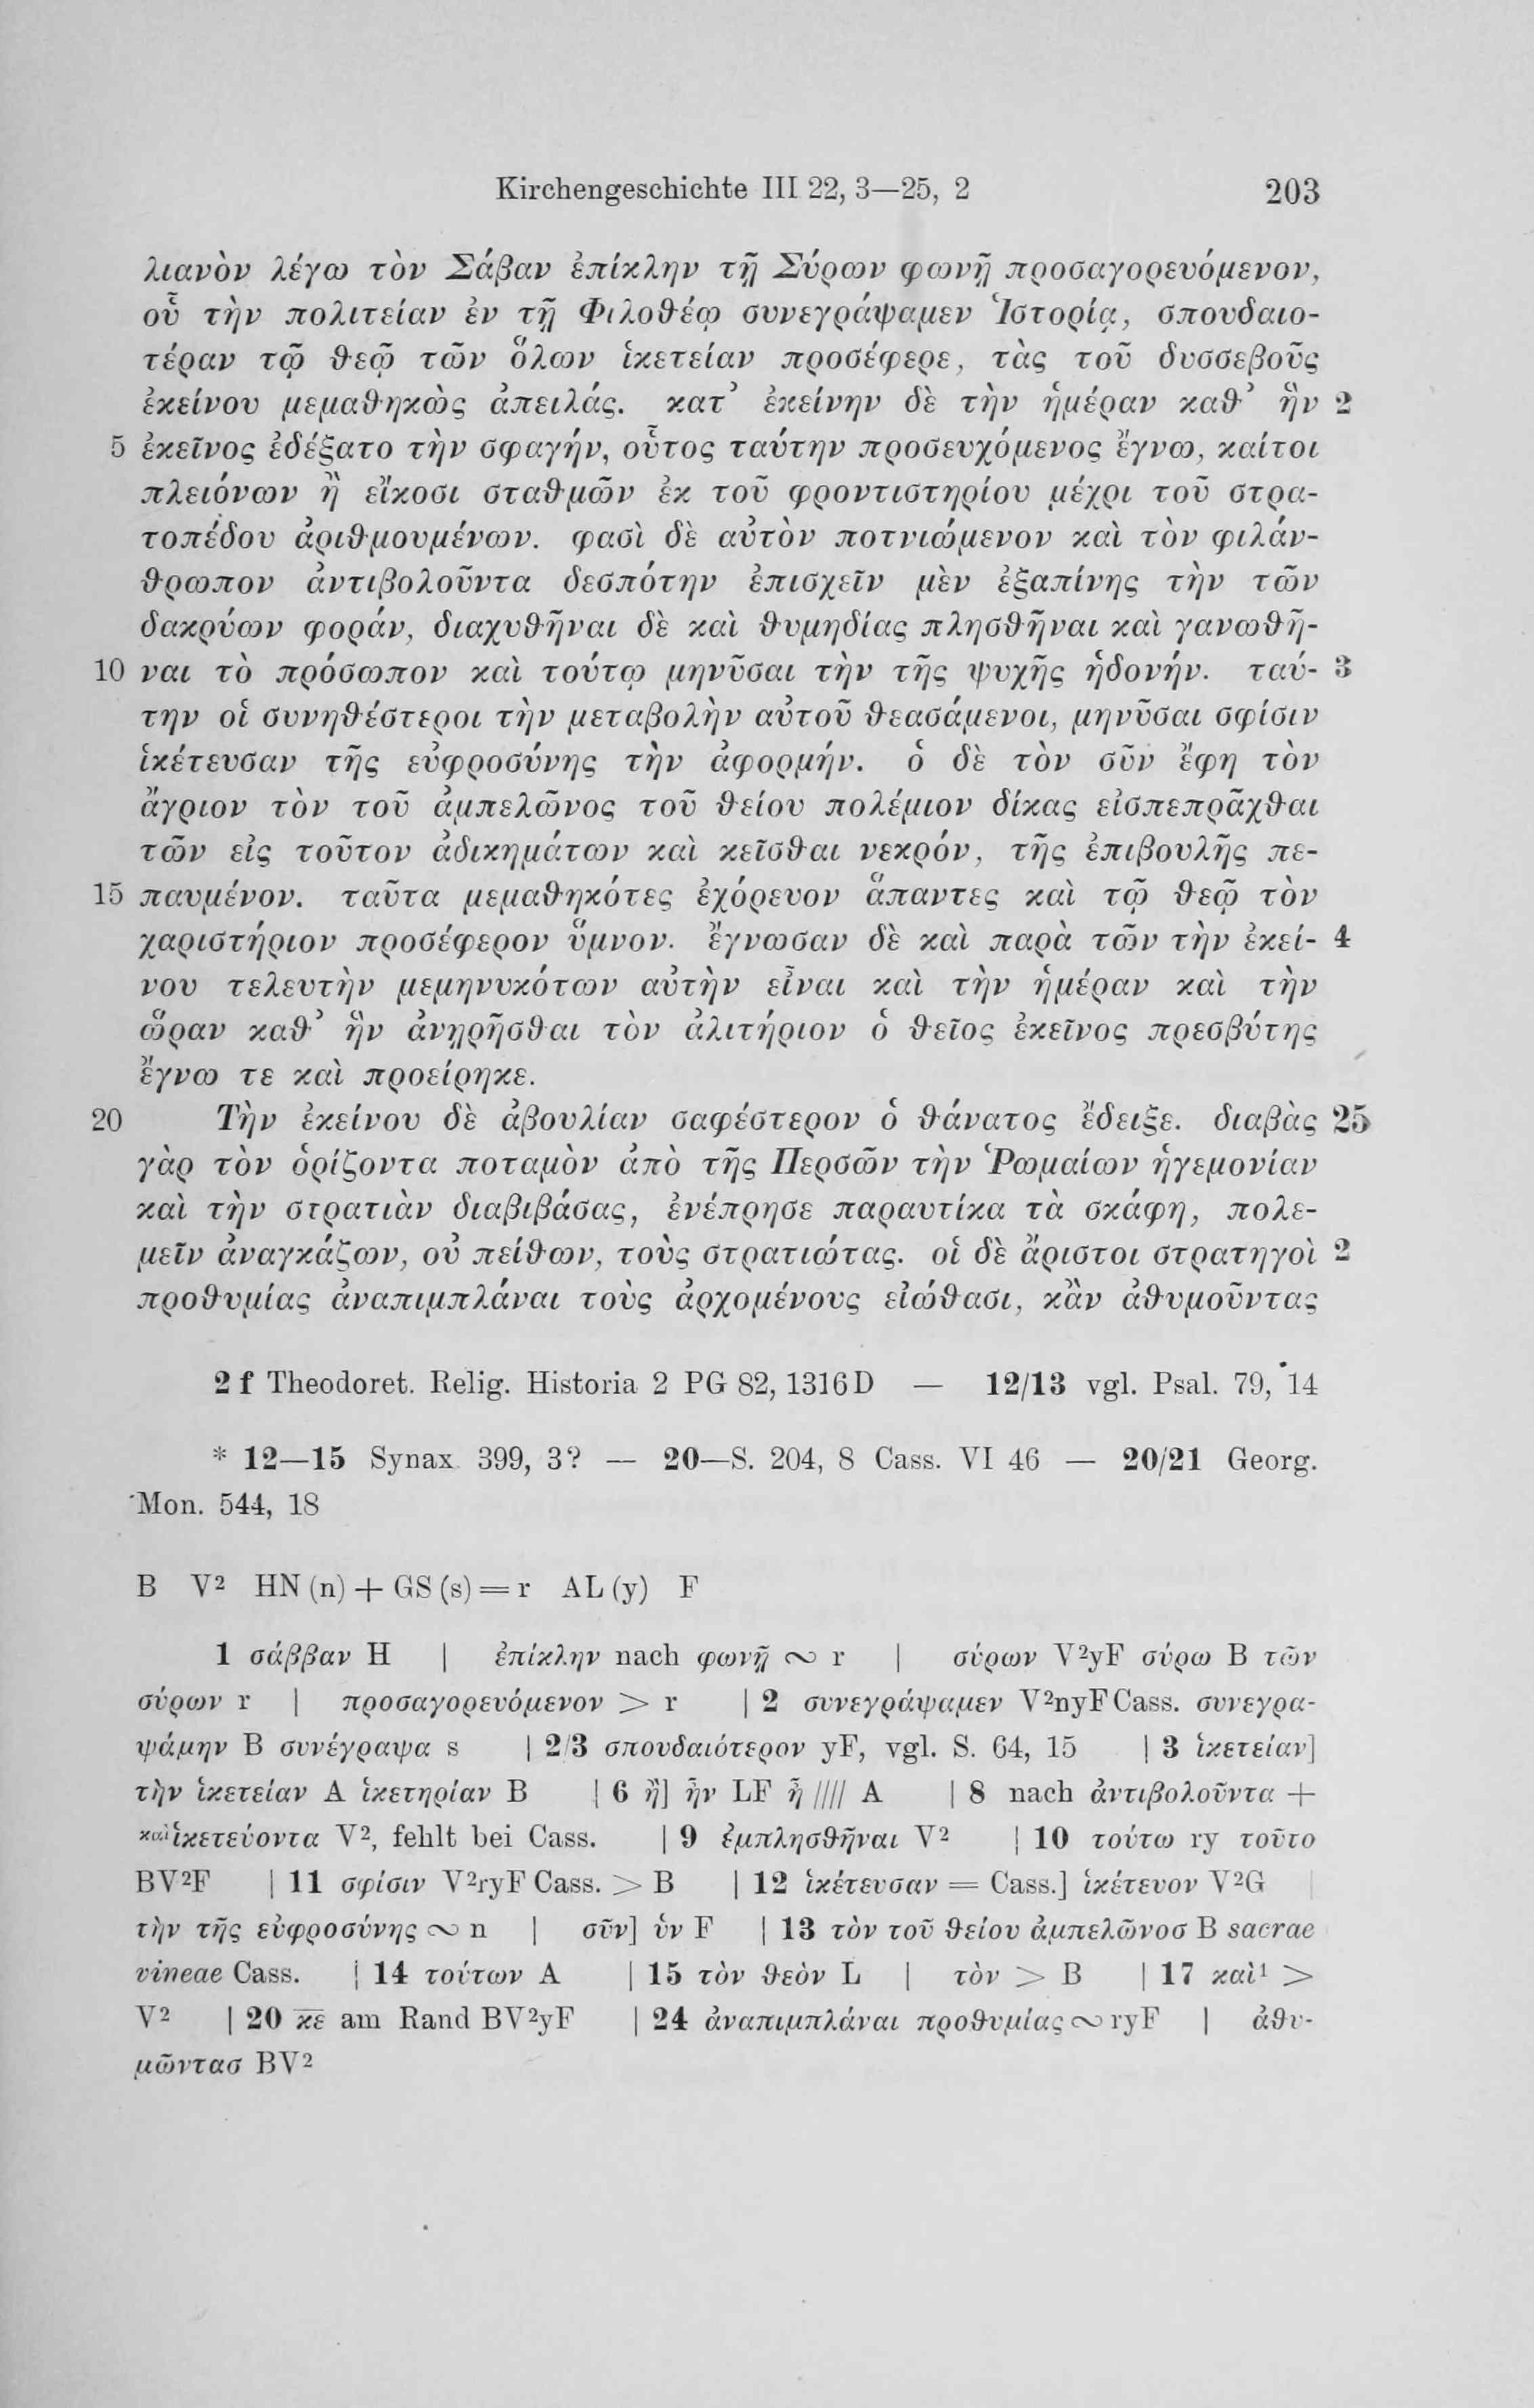 Kirchengeschichte III 22, 3—25, 2 203
λιανὸν λέγω τὸν Σάβαν ἐπίκλην τῇ Σύρων φωνῇ προσαγορευόμενον,
οὗ τὴν πολιτείαν ἐν τῇ Φιλοθέῳ συνεγράψαμεν Ἱστορίᾳ, σπουδαιο-
τέραν τῷ θεῷ τῶν ὅλων ἱκετείαν προσέφερε, τὰς τοῦ δυσσεβοῦς
ἐκείνου μεμαθηκὼς ἀπειλάς. κατ’ ἐκείνην δὲ τὴν ἡμέραν καθ’ ἣν 2
5 ἐκεῖνος ἐδέξατο τὴν σφαγήν, οὗτος ταύτην προσευχόμενος ἔγνω, καίτοι
πλειόνων ἢ εἴκοσι σταθμῶν ἐκ τοῦ φροντιστηρίου μέχρι τοῦ στρα-
τοπέδου ἀριθμουμένων. φασὶ δὲ αὐτὸν ποτνιώμενον καὶ τὸν φιλάν-
θρωπον ἀντιβολοῦντα δεσπότην ἐπισχεῖν μὲν ἐξαπίνης τὴν τῶν
δακρύων φοράν, διαχυθῆναι δὲ καὶ θυμηδίας πλησθῆναι καὶ γανωθῆ-
10 ναι τὸ πρόσωπον καὶ τούτῳ μηνῦσαι τὴν τῆς ψυχῆς ἡδονήν. ταύ- 3
την οἱ συνηθέστεροι τὴν μεταβολὴν αὐτοῦ θεασάμενοι, μηνῦσαι σφίσιν
ἱκέτευσαν τῆς εὐφροσύνης τὴν ἀφορμήν. ὁ δὲ τὸν σῦν ἔφη τὸν
ἄγριον τὸν τοῦ ἀμπελῶνος τοῦ θείου πολέμιον δίκας εἰσπεπρᾶχθαι
τῶν εἰς τοῦτον ἀδικημάτων καὶ κεῖσθαι νεκρόν, τῆς ἐπιβουλῆς πε-
15 παυμένον. ταῦτα μεμαθηκότες ἐχόρευον ἅπαντες καὶ τῷ θεῷ τὸν
χαριστήριον προσέφερον ὕμνον. ἔγνωσαν δὲ καὶ παρὰ τῶν τὴν ἐκεί- 4
νου τελευτὴν μεμηνυκότων αὐτὴν εἶναι καὶ τὴν ἡμέραν καὶ τὴν
ὥραν καθ’ ἣν ἀνῃρῆσθαι τὸν ἀλιτήριον ὁ θεῖος ἐκεῖνος πρεσβύτης
ἔγνω τε καὶ προείρηκε.
20 Τὴν ἐκείνου δὲ ἀβουλίαν σαφέστερον ὁ θάνατος ἔδειξε. διαβὰς 25
γὰρ τὸν ὁρίζοντα ποταμὸν ἀπὸ τῆς Περσῶν τὴν Ῥωμαίων ἡγεμονίαν
καὶ τὴν στρατιὰν διαβιβάσας, ἐνέπρησε παραυτίκα τὰ σκάφη, πολε-
μεῖν ἀναγκάζων, οὐ πείθων, τοὺς στρατιώτας. οἱ δὲ ἄριστοι στρατηγοὶ 2
προθυμίας ἀναπιμπλάναι τοὺς ἀρχομένους εἰώθασι, κἂν ἀθυμοῦντας
2 f Theodoret. Relig. Historia 2 PG 82, 1316 D — 12/13 vgl. Psal. 79, 14
* 12—15 Synax. 399, 3? — 20—S. 204, 8 Cass. VI 46 — 20/21 Georg.
Mon. 544, 18
B V² HN (n) + GS (s) = r AL (y) F
1 σάββαν H | ἐπίκλην nach φωνῇ ∾ r | σύρων V²yF σύρω B τῶν
σύρων r | προσαγορευόμενον > r | 2 συνεγράψαμεν V²nyF Cass. συνεγρα-
ψάμην B συνέγραψα s | 2/3 σπουδαιότερον yF, vgl. S. 64, 15 | 3 ἱκετείαν]
τὴν ἱκετείαν A ἱκετηρίαν B | 6 ἢ] ἦν LF ἦ //// A | 8 nach ἀντιβολοῦντα +
καὶ ἱκετεύοντα V², fehlt bei Cass. | 9 ἐμπλησθῆναι V² | 10 τούτω ry τοῦτο
BV²F | 11 σφίσιν V²ryF Cass. > B | 12 ἱκέτευσαν = Cass.] ἱκέτευον V²G
τὴν τῆς εὐφροσύνης ∾ n | σῦν] ὑν F | 13 τὸν τοῦ θείου ἀμπελῶνοσ B sacrae
vineae Cass. | 14 τούτων A | 15 τὸν θεὸν L | τὸν > B | 17 καὶ¹ >
V² | 20 κε am Rand BV²yF | 24 ἀναπιμπλάναι προθυμίας ∾ ryF | ἀθυ-
μῶντασ BV²